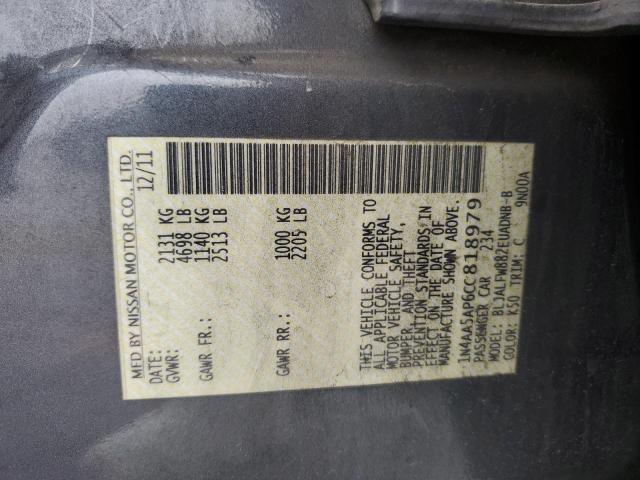 MFD BY NISSAN MOTOR CO., LTD.
DATE: 12/11
GVWR: 2131 KG
4698 LB
GAWR FR.: 1140 KG
2513 LB
GAWR RR.: 1000 KG
2205 LB
THIS VEHICLE CONFORMS TO
ALL APPLICABLE FEDERAL
MOTOR VEHICLE SAFETY,
BUMPER, AND THEFT
PREVENTION STANDARDS IN
EFFECT ON THE DATE OF
MANUFACTURE SHOWN ABOVE.
1N4AA5AP6CC818979
PASSENGER CAR 234
MODEL: BLJALFWB82EUADNB-B
COLOR: K50 TRIM: C 9N00A